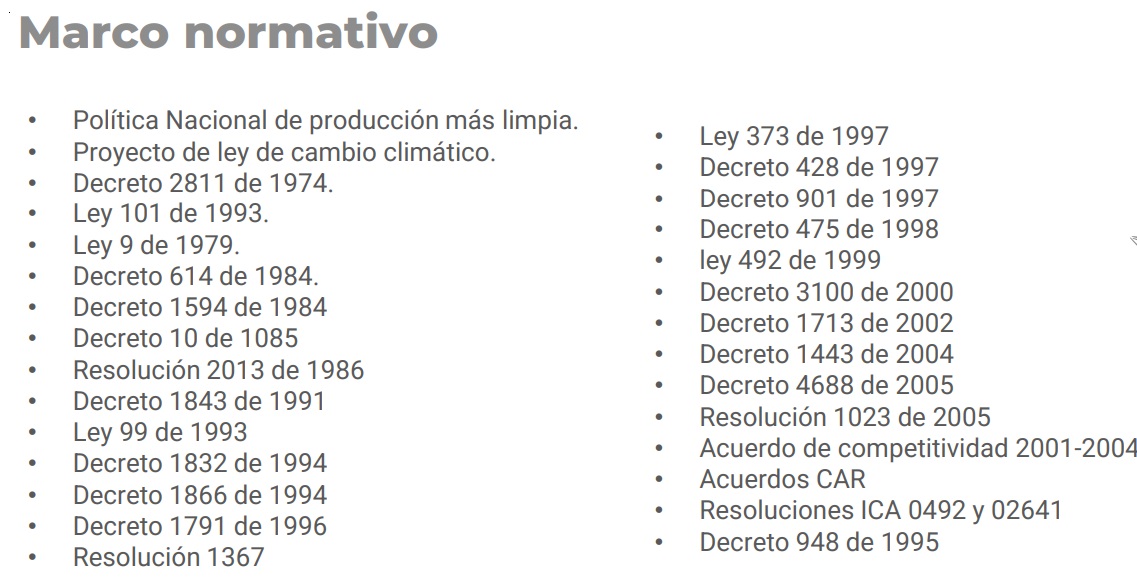 Marco normativo
• Política Nacional de producción más limpia.
• Proyecto de ley de cambio climático.
• Decreto 2811 de 1974.
• Ley 101 de 1993.
• Ley 9 de 1979.
• Decreto 614 de 1984.
• Decreto 1594 de 1984
• Decreto 10 de 1085
• Resolución 2013 de 1986
• Decreto 1843 de 1991
• Ley 99 de 1993
• Decreto 1832 de 1994
• Decreto 1866 de 1994
• Decreto 1791 de 1996
• Resolución 1367
• Ley 373 de 1997
• Decreto 428 de 1997
• Decreto 901 de 1997
• Decreto 475 de 1998
• ley 492 de 1999
• Decreto 3100 de 2000
• Decreto 1713 de 2002
• Decreto 1443 de 2004
• Decreto 4688 de 2005
• Resolución 1023 de 2005
• Acuerdo de competitividad 2001-2004
• Acuerdos CAR
• Resoluciones ICA 0492 y 02641
• Decreto 948 de 1995